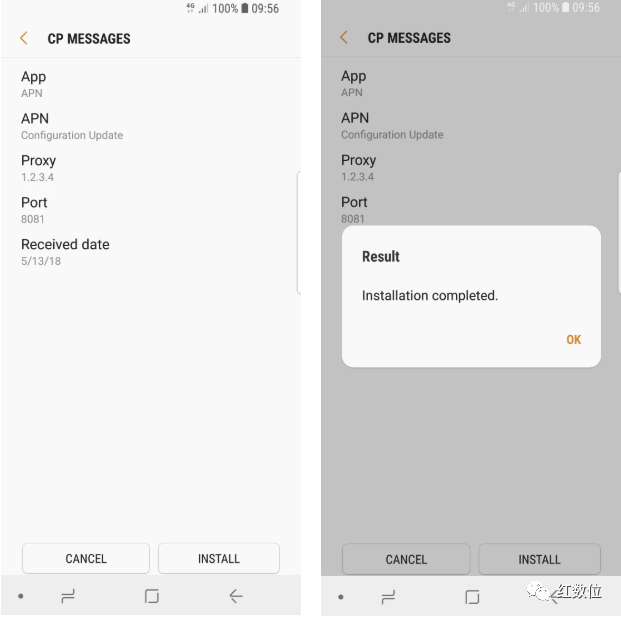 4G 100% 09:56
CP MESSAGES
App
APN
APN
Configuration Update
Proxy
1.2.3.4
Port
8081
Received date
5/13/18
CANCEL
INSTALL
4G 100% 09:56
CP MESSAGES
App
APN
APN
Configuration Update
Proxy
1.2.3.4
Port
8081
Result
Installation completed.
OK
CANCEL
INSTALL
红数位